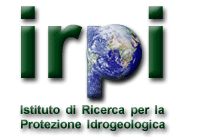 irpi
Istituto di Ricerca per la
Protezione Idrogeologica